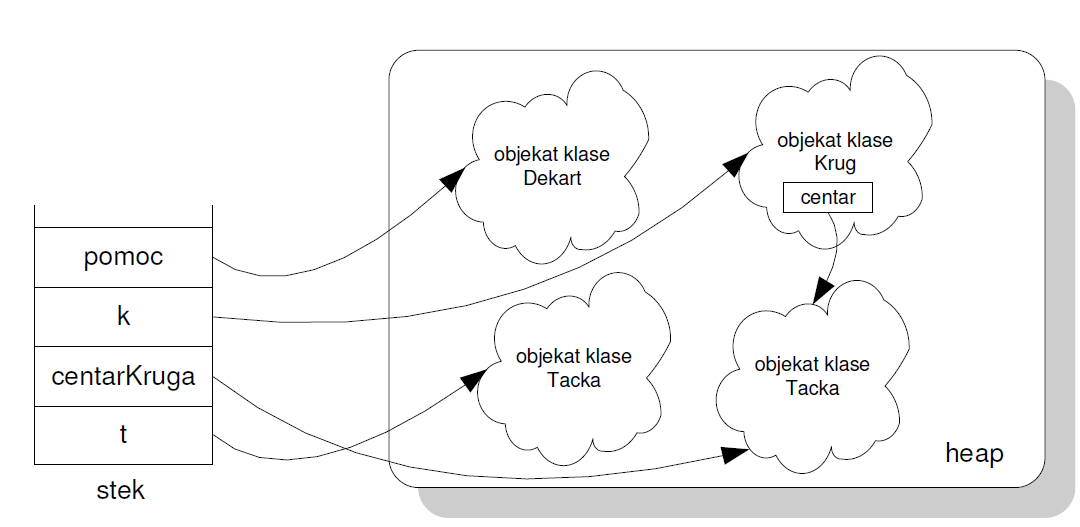 objekat klase
Dekart
objekat klase
Krug
centar
pomoc
k
centarKruga
t
stek
objekat klase
Tacka
objekat klase
Tacka
heap